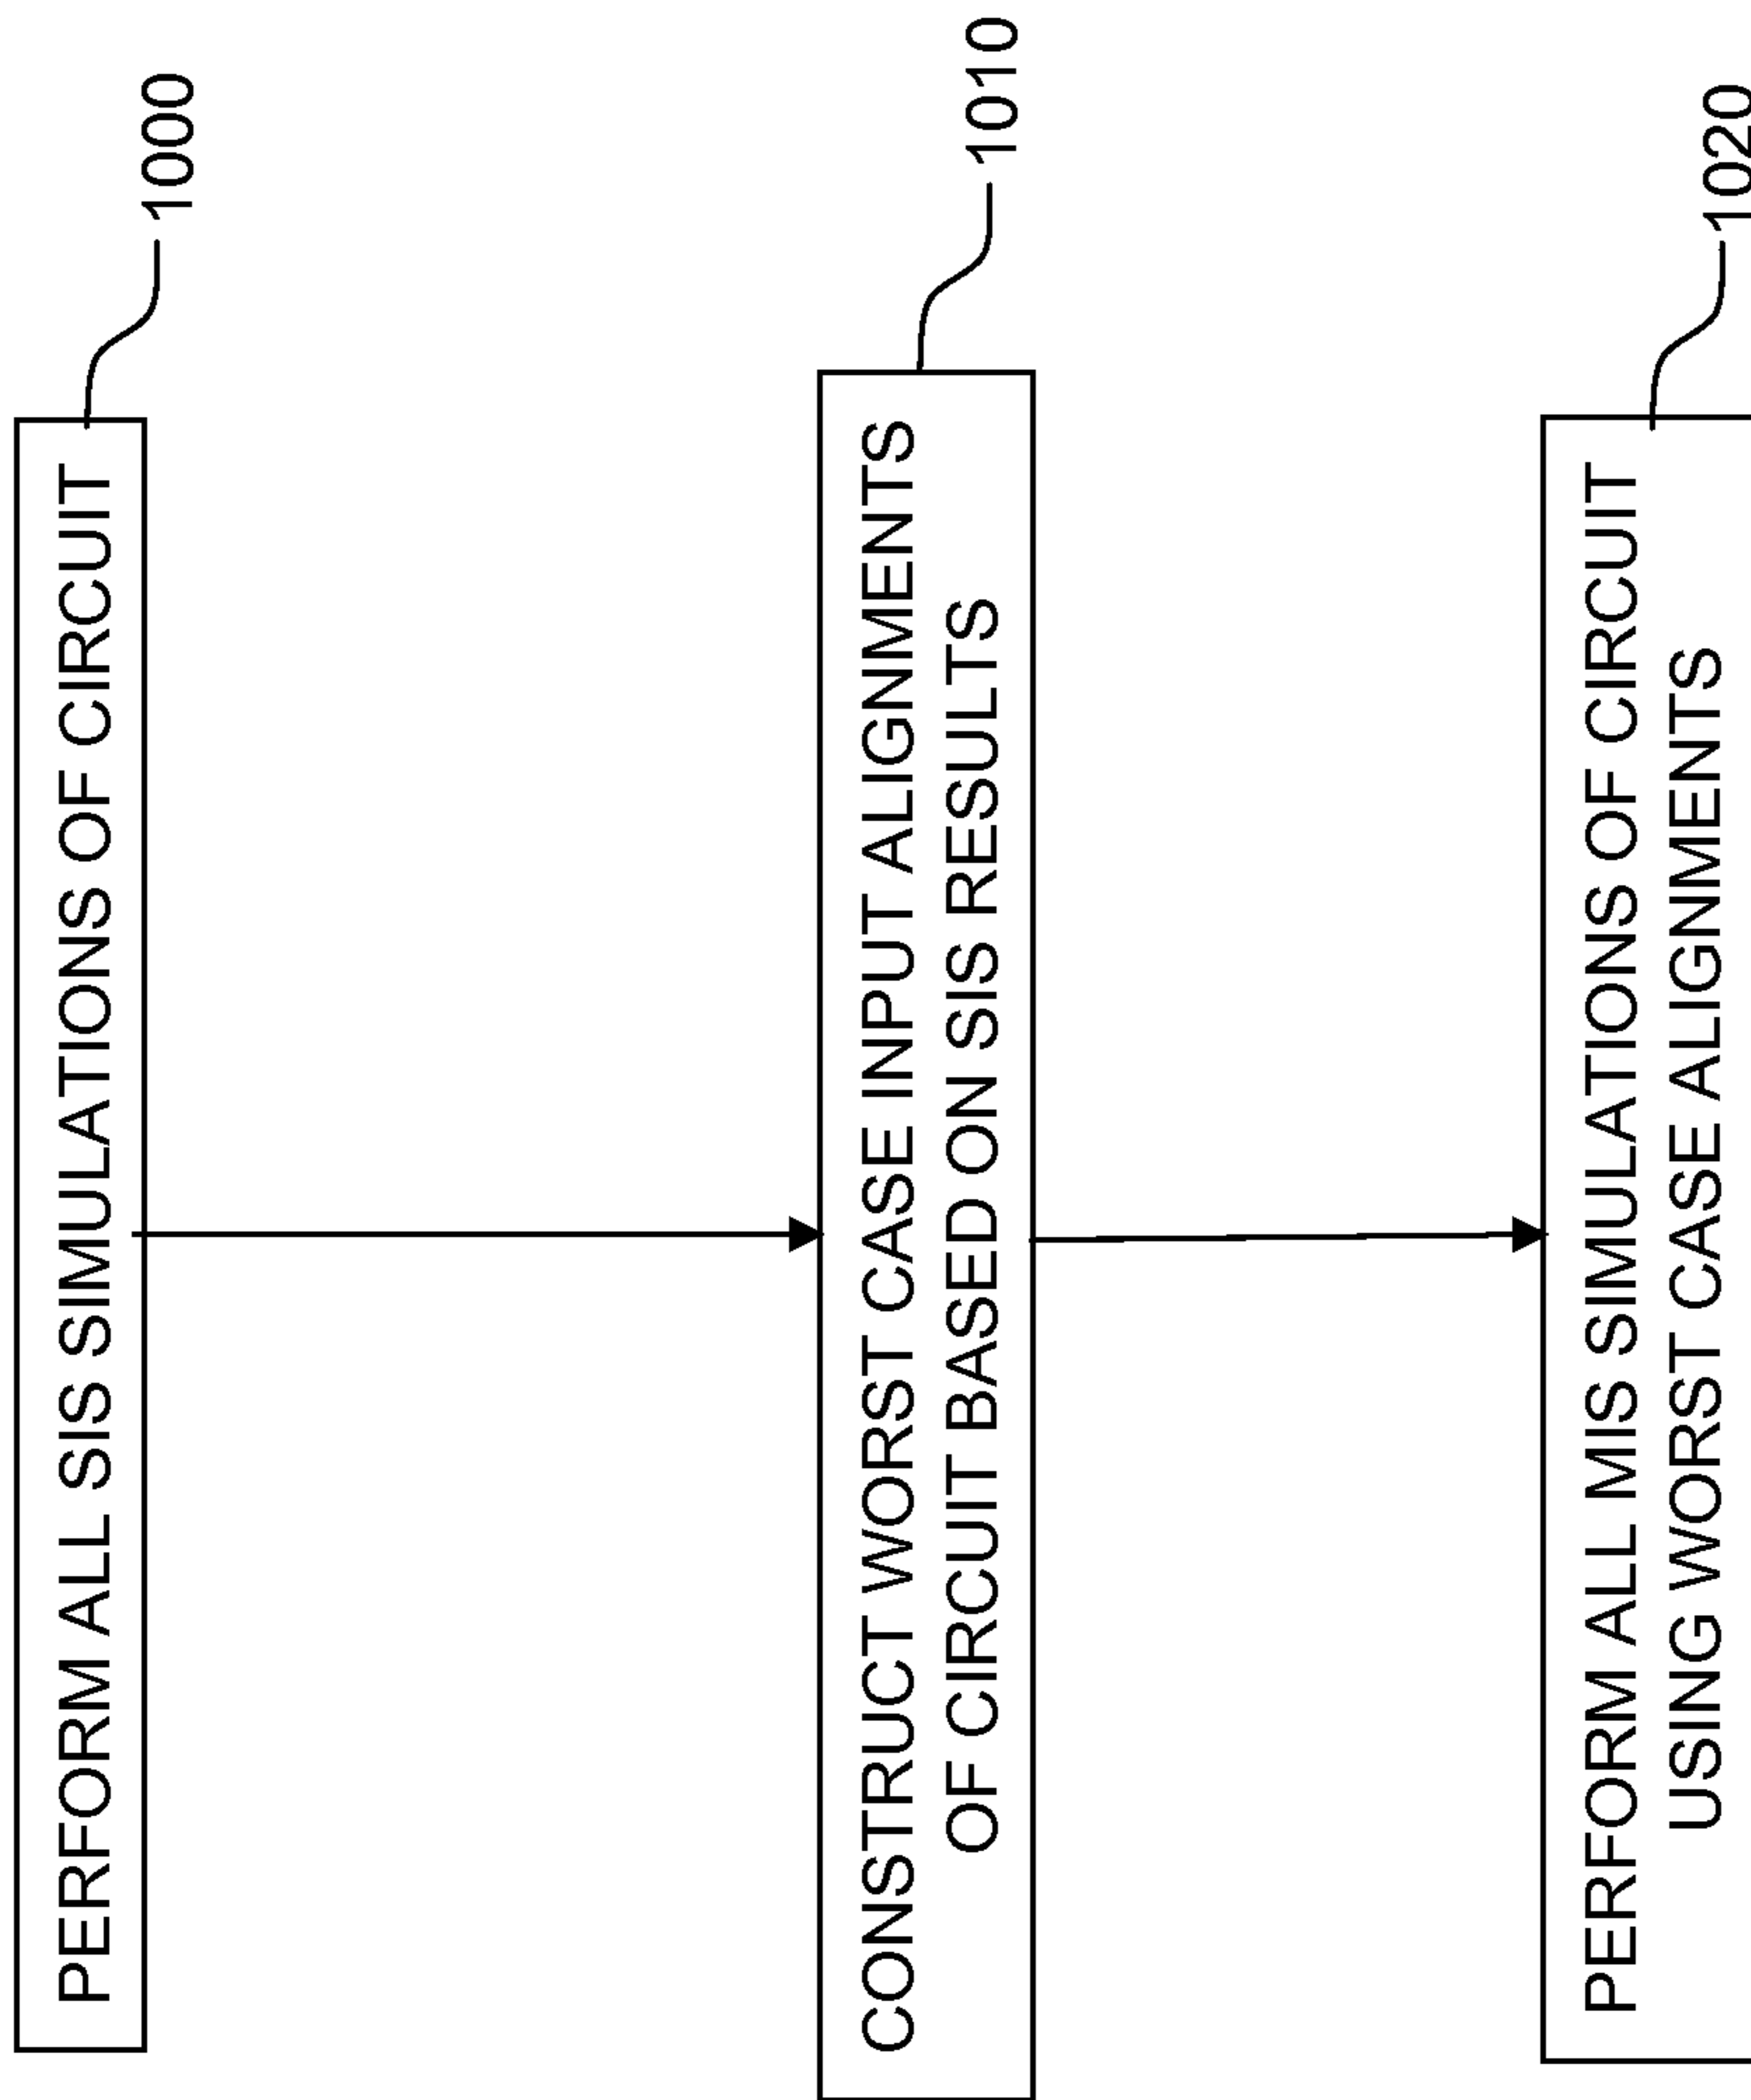 PERFORM ALL SIS SIMULATIONS OF CIRCUIT
1000
CONSTRUCT WORST CASE INPUT ALIGNMENTS
OF CIRCUIT BASED ON SIS RESULTS
1010
PERFORM ALL MIS SIMULATIONS OF CIRCUIT
USING WORST CASE ALIGNMENTS
1020